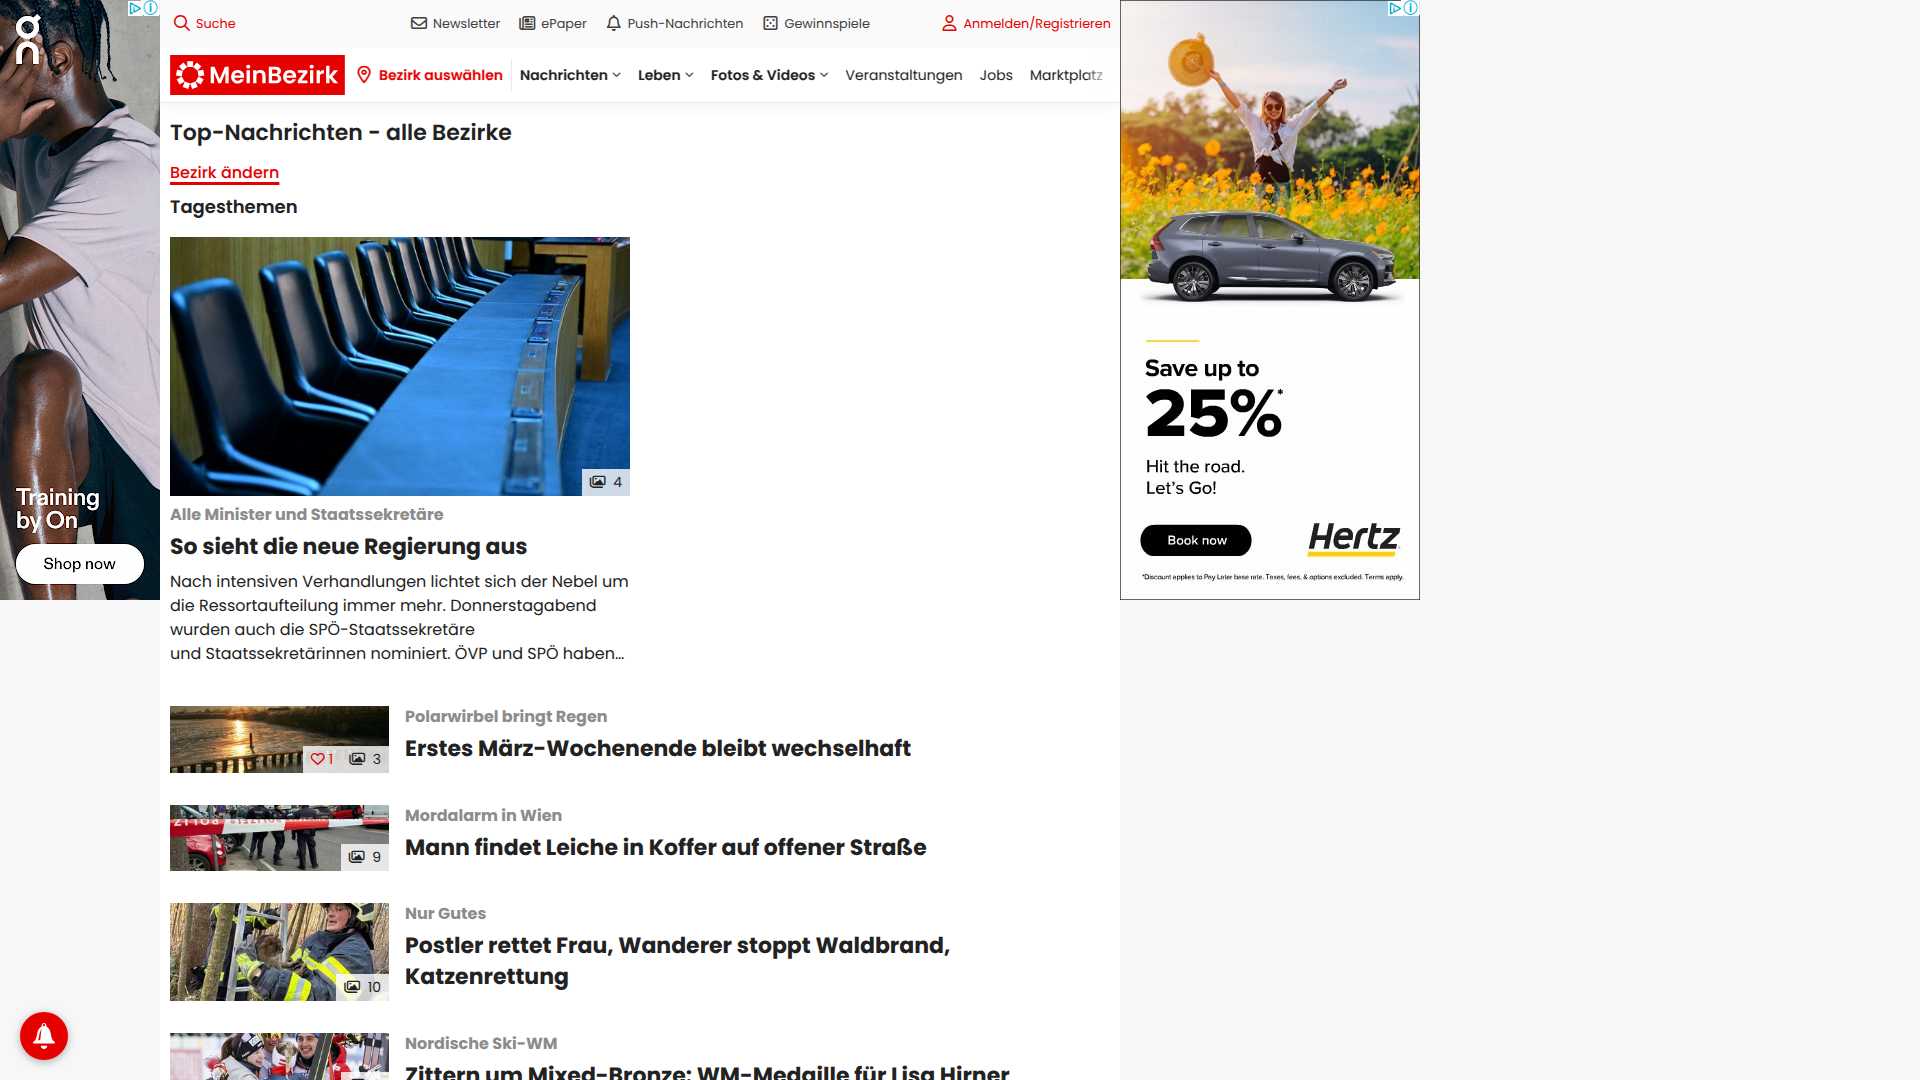 Suche
Newsletter
ePaper
Push-Nachrichten
Gewinnspiele
Anmelden/Registrieren
MeinBezirk
Bezirk auswählen
Nachrichten
Leben
Fotos & Videos
Veranstaltungen
Jobs
Marktplatz
Top-Nachrichten - alle Bezirke
Bezirk ändern
Tagesthemen
4
Alle Minister und Staatssekretäre
So sieht die neue Regierung aus
Nach intensiven Verhandlungen lichtet sich der Nebel um
die Ressortaufteilung immer mehr. Donnerstagabend
wurden auch die SPÖ-Staatssekretäre
und Staatssekretärinnen nominiert. ÖVP und SPÖ haben...
1
3
Polarwirbel bringt Regen
Erstes März-Wochenende bleibt wechselhaft
9
Mordalarm in Wien
Mann findet Leiche in Koffer auf offener Straße
10
Nur Gutes
Postler rettet Frau, Wanderer stoppt Waldbrand,
Katzenrettung
Nordische Ski-WM
Zittern um Mixed-Bronze: WM-Medaille für Lisa Hirner
Training
by On
Shop now
Save up to
25%*
Hit the road.
Let's Go!
Book now
Hertz
*Discount applies to Pay Later base rate. Taxes, fees, & options excluded. Terms apply.